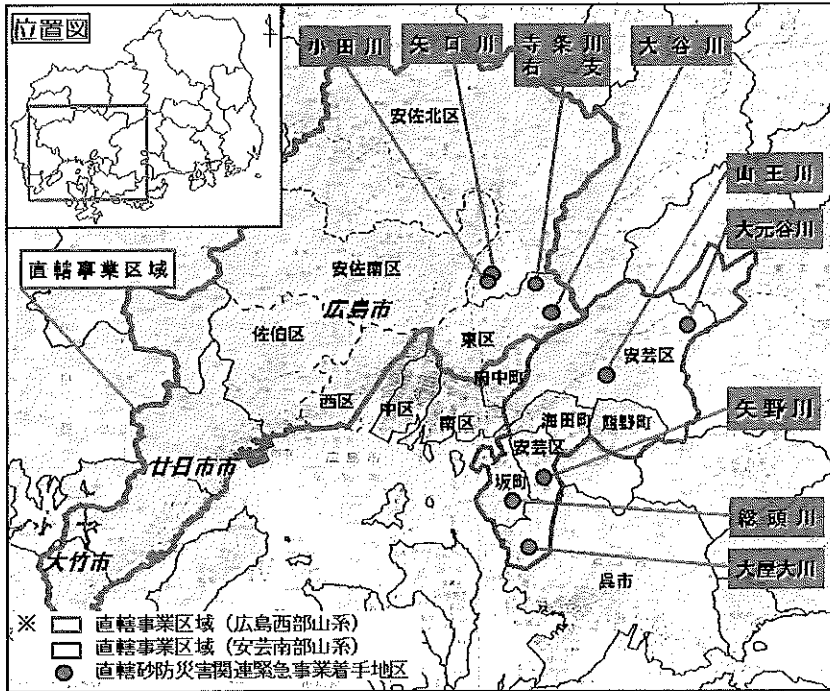 位置図
小田川
矢口川
寺条川
右支
大谷川
安佐北区
山王川
大元谷川
直轄事業区域
安佐南区
広島市
佐伯区
東区
安芸区
府中町
西区
中区
南区
海田町
熊野町
矢野川
安芸区
廿日市市
広島市
坂町
総頭川
大竹市
大屋大川
呉市
※ 直轄事業区域（広島西部山系）
直轄事業区域（安芸南部山系）
直轄砂防災害関連緊急事業着手地区